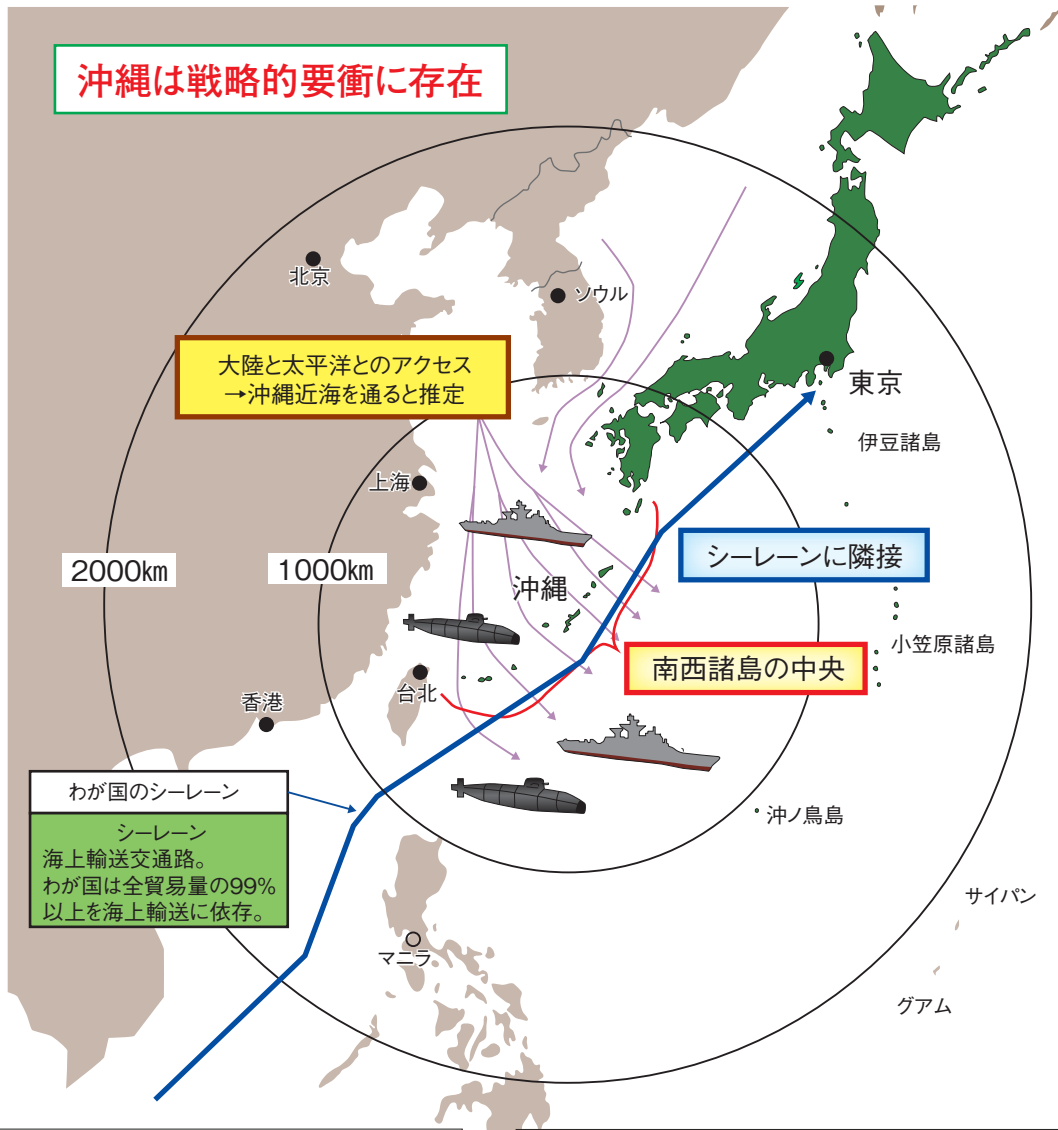 沖縄は戦略的要衝に存在
北京
ソウル
大陸と太平洋とのアクセス
→沖縄近海を通ると推定
東京
伊豆諸島
上海
2000㎞
1000㎞
シーレーンに隣接
沖縄
小笠原諸島
南西諸島の中央
台北
香港
わが国のシーレーン
シーレーン
海上輸送交通路。
わが国は全貿易量の99%
以上を海上輸送に依存。
沖ノ鳥島
サイパン
マニラ
グアム